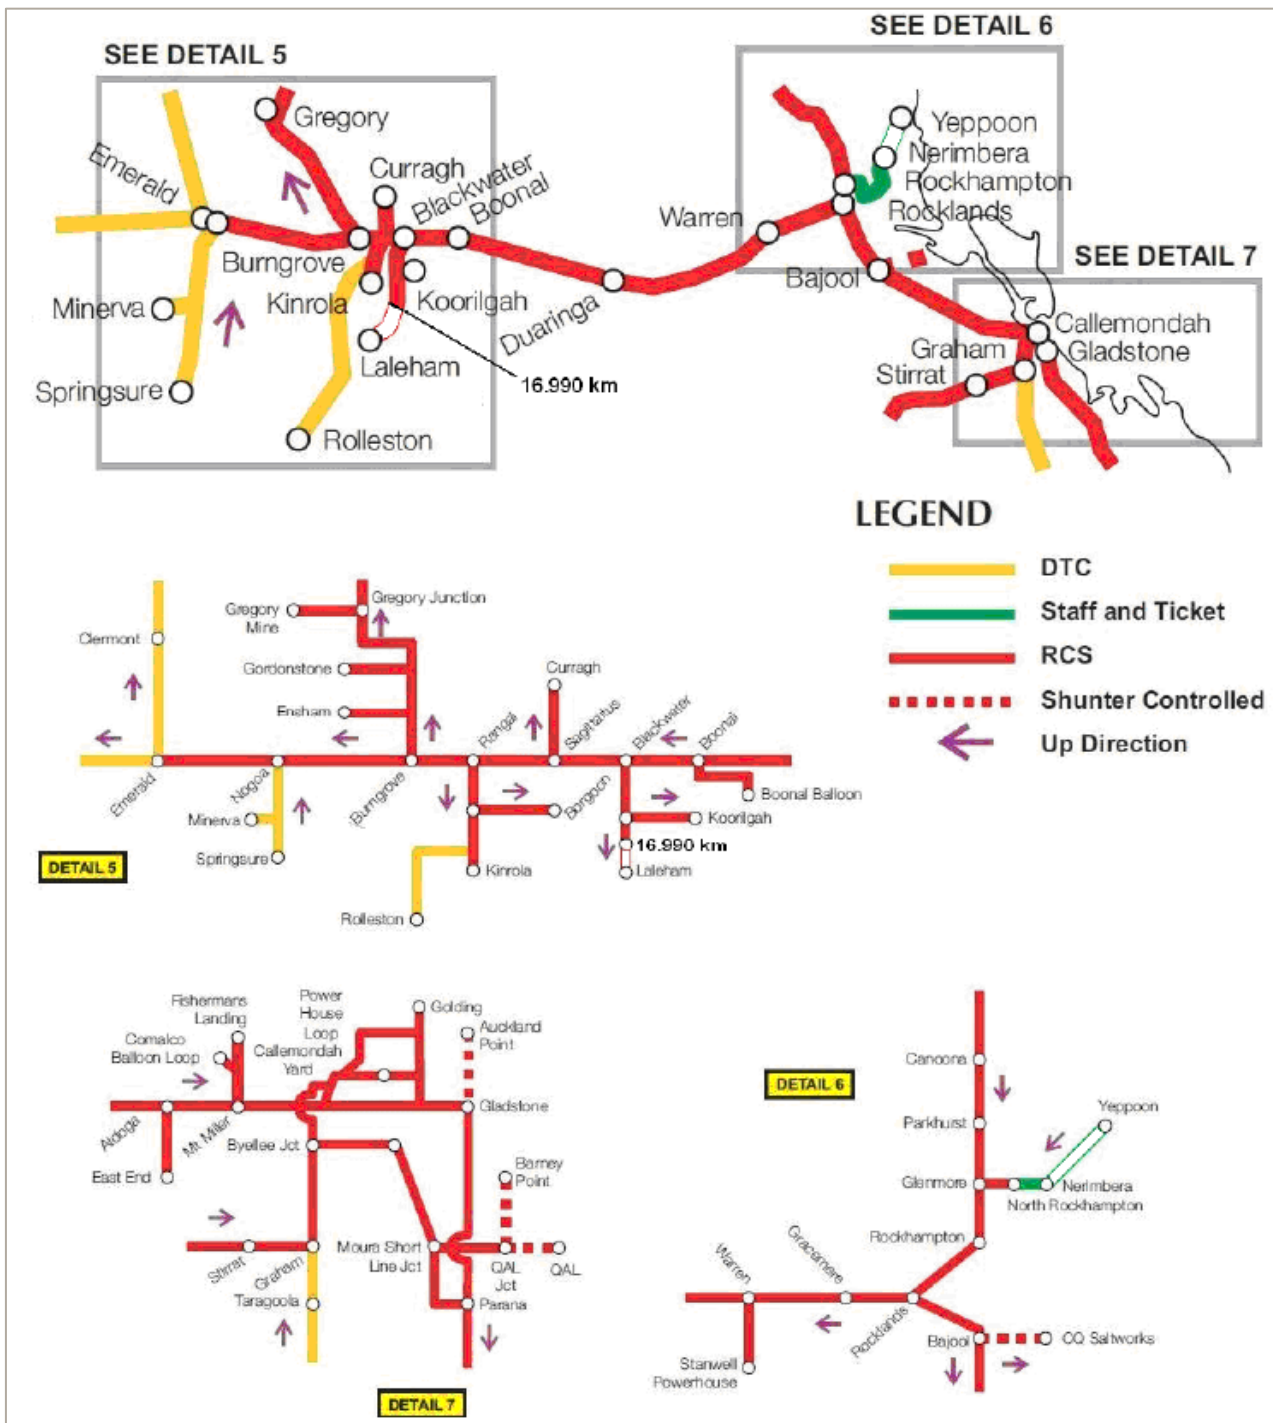 SEE DETAIL 5
SEE DETAIL 6
Gregory
Emerald
Curragh
Blackwater
Boonal
Yeppoon
Nerimbera
Rockhampton
Rocklands
Warren
Burngrove
Kinrola
Koorilgah
Minerva
Duaringa
Bajool
SEE DETAIL 7
Laleham
16.990 km
Springsure
Rolleston
Callemondah
Graham
Gladstone
Stirrat
LEGEND
DTC
Staff and Ticket
RCS
Shunter Controlled
Up Direction
Gregory
Mine
Gregory Junction
Clermont
Gordonstone
Curragh
Ensham
Rangal
Sagittatus
Blackwater
Boonal
Emerald
Nogoa
Burngrove
Borgoon
Boonal Balloon
Minerva
Koorilgah
16.990 km
Springsure
Kinrola
Laleham
DETAIL 5
Rolleston
Fishermans
Landing
Power
House
Loop
Golding
Comalco
Balloon Loop
Callemondah
Yard
Auckland
Point
Aldoga
Mt Miller
Gladstone
Byellee Jct
East End
Barney
Point
Stirrat
Graham
Moura Short
Line Jct
QAL
Jct
QAL
Taragoola
Parana
DETAIL 7
DETAIL 6
Canoona
Parkhurst
Yeppoon
Glenmore
Nerimbera
North Rockhampton
Rockhampton
Warren
Gracemere
Rocklands
Bajool
CQ Saltworks
Stanwell
Powerhouse